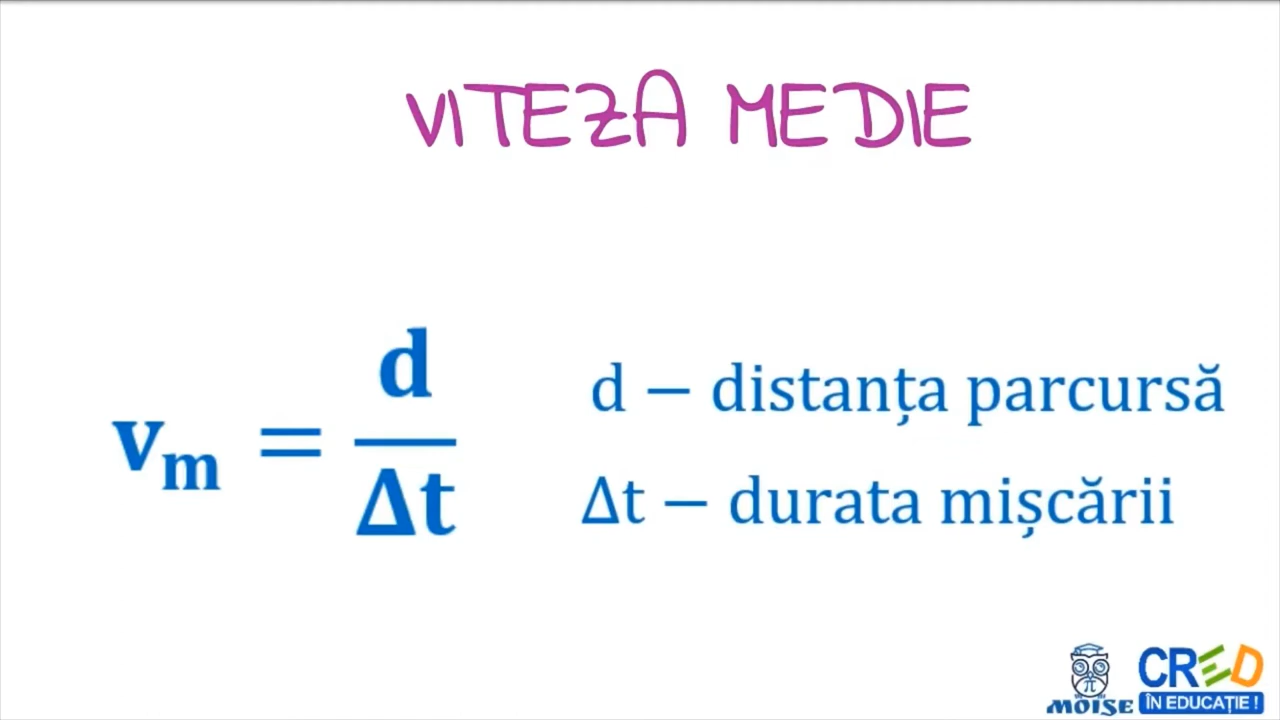 VITEZA MEDIE
vₘ = d/Δt
d – distanța parcursă
Δt – durata mișcării
π
MOISE
CRED
ÎN EDUCAȚIE !